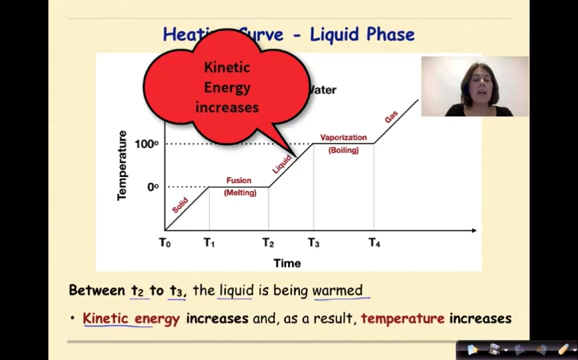 Heati Curve - Liquid Phase
Kinetic
Energy
increases
Water
Gas
100°
Vaporization
(Boiling)
Liquid
Temperature
0°
Fusion
(Melting)
Solid
T0 T1 T2 T3 T4
Time
Between t2 to t3, the liquid is being warmed
• Kinetic energy increases and, as a result, temperature increases